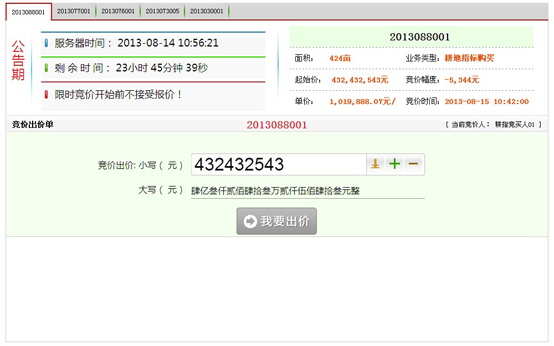 2013088001 2013077001 2013076001 2013073005 2013030001
公告期
服务器时间： 2013-08-14 10:56:21
剩 余 时 间： 23小时 45分钟 39秒
限时竞价开始前不接受报价！
2013088001
面积： 424亩 业务类型： 耕地指标购买
起始价： 432,432,543元 竞价幅度： -5,344元
单价： 1,019,888.07元/ 竞价时间： 2013-08-15 10:42:00
竞价出价单 2013088001 [ 当前竞价人： 耕指竞买人01 ]
竞价出价: 小写 ( 元 ) 432432543
大写 ( 元 ) 肆亿叁仟贰佰肆拾叁万贰仟伍佰肆拾叁元整
我要出价